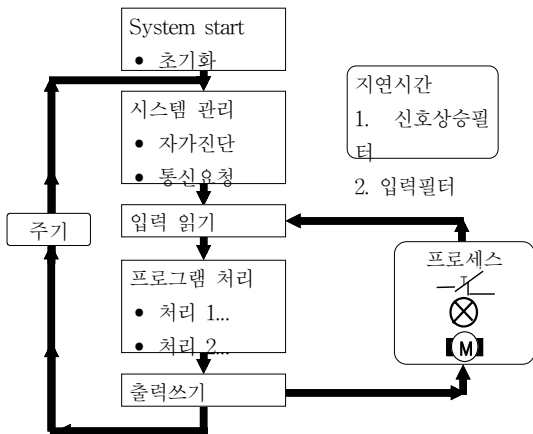 System start
• 초기화
시스템 관리
• 자가진단
• 통신요청
입력 읽기
프로그램 처리
• 처리 1...
• 처리 2...
출력쓰기
주기
지연시간
1. 신호상승필
터
2. 입력필터
프로세스
T
M